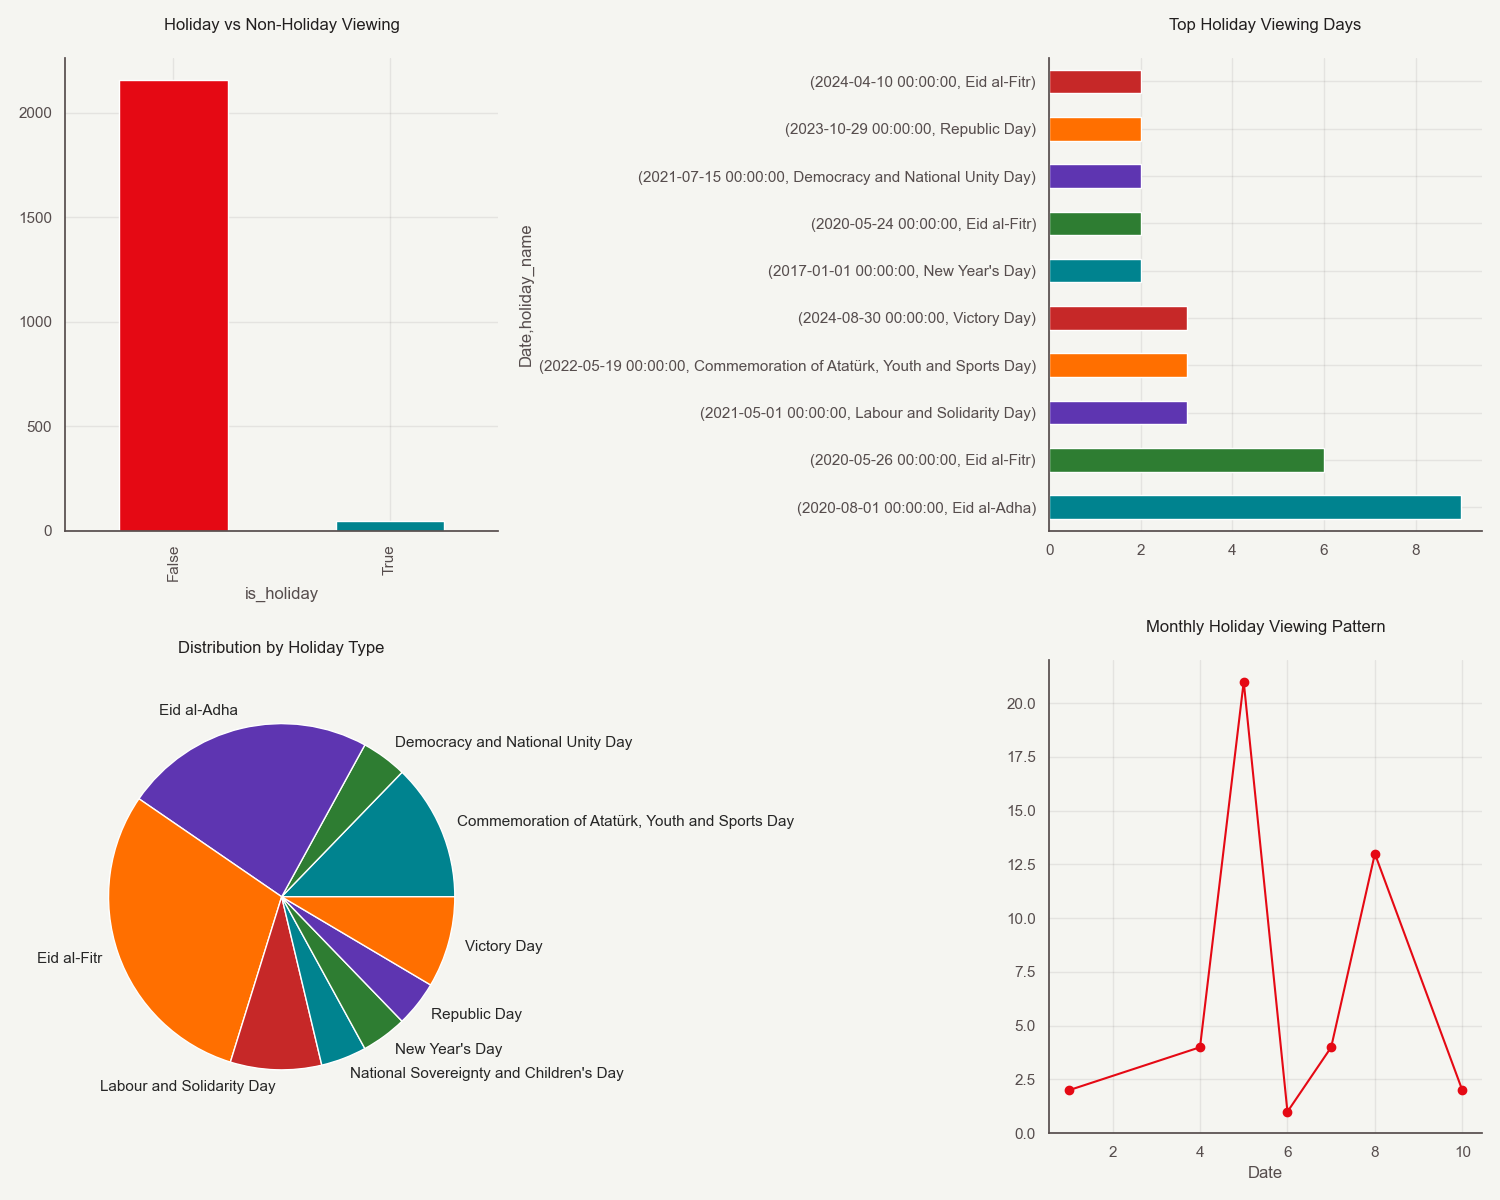 Holiday vs Non-Holiday Viewing
2000
1500
1000
500
0
False
True
is_holiday
Top Holiday Viewing Days
Date,holiday_name
(2024-04-10 00:00:00, Eid al-Fitr)
(2023-10-29 00:00:00, Republic Day)
(2021-07-15 00:00:00, Democracy and National Unity Day)
(2020-05-24 00:00:00, Eid al-Fitr)
(2017-01-01 00:00:00, New Year's Day)
(2024-08-30 00:00:00, Victory Day)
(2022-05-19 00:00:00, Commemoration of Atatürk, Youth and Sports Day)
(2021-05-01 00:00:00, Labour and Solidarity Day)
(2020-05-26 00:00:00, Eid al-Fitr)
(2020-08-01 00:00:00, Eid al-Adha)
0 2 4 6 8
Distribution by Holiday Type
Eid al-Adha
Democracy and National Unity Day
Commemoration of Atatürk, Youth and Sports Day
Victory Day
Eid al-Fitr
Republic Day
New Year's Day
National Sovereignty and Children's Day
Labour and Solidarity Day
Monthly Holiday Viewing Pattern
20.0
17.5
15.0
12.5
10.0
7.5
5.0
2.5
0.0
2 4 6 8 10
Date